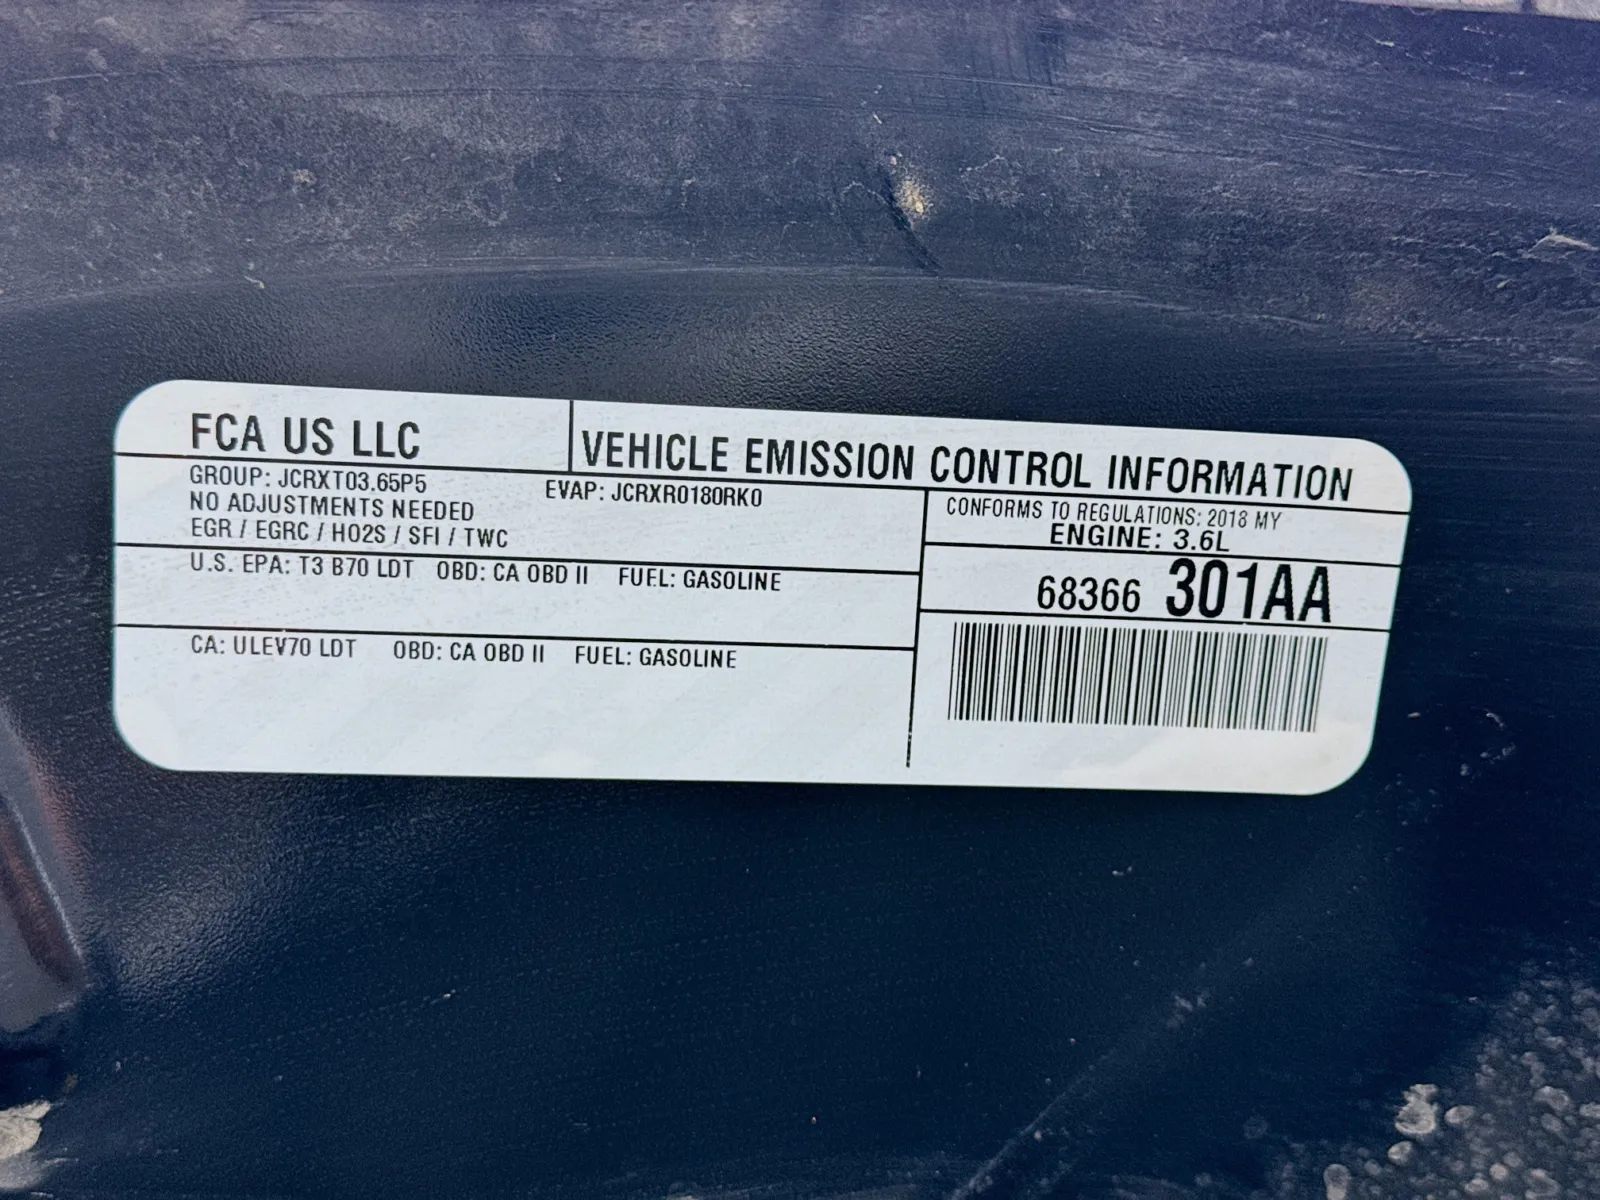 FCA US LLC
VEHICLE EMISSION CONTROL INFORMATION
GROUP: JCRXT03.65P5
EVAP: JCRXR0180RK0
NO ADJUSTMENTS NEEDED
EGR / EGRC / HO2S / SFI / TWC
CONFORMS TO REGULATIONS: 2018 MY
ENGINE: 3.6L
U.S. EPA: T3 B70 LDT OBD: CA OBD II FUEL: GASOLINE
68366 301AA
CA: ULEV70 LDT OBD: CA OBD II FUEL: GASOLINE